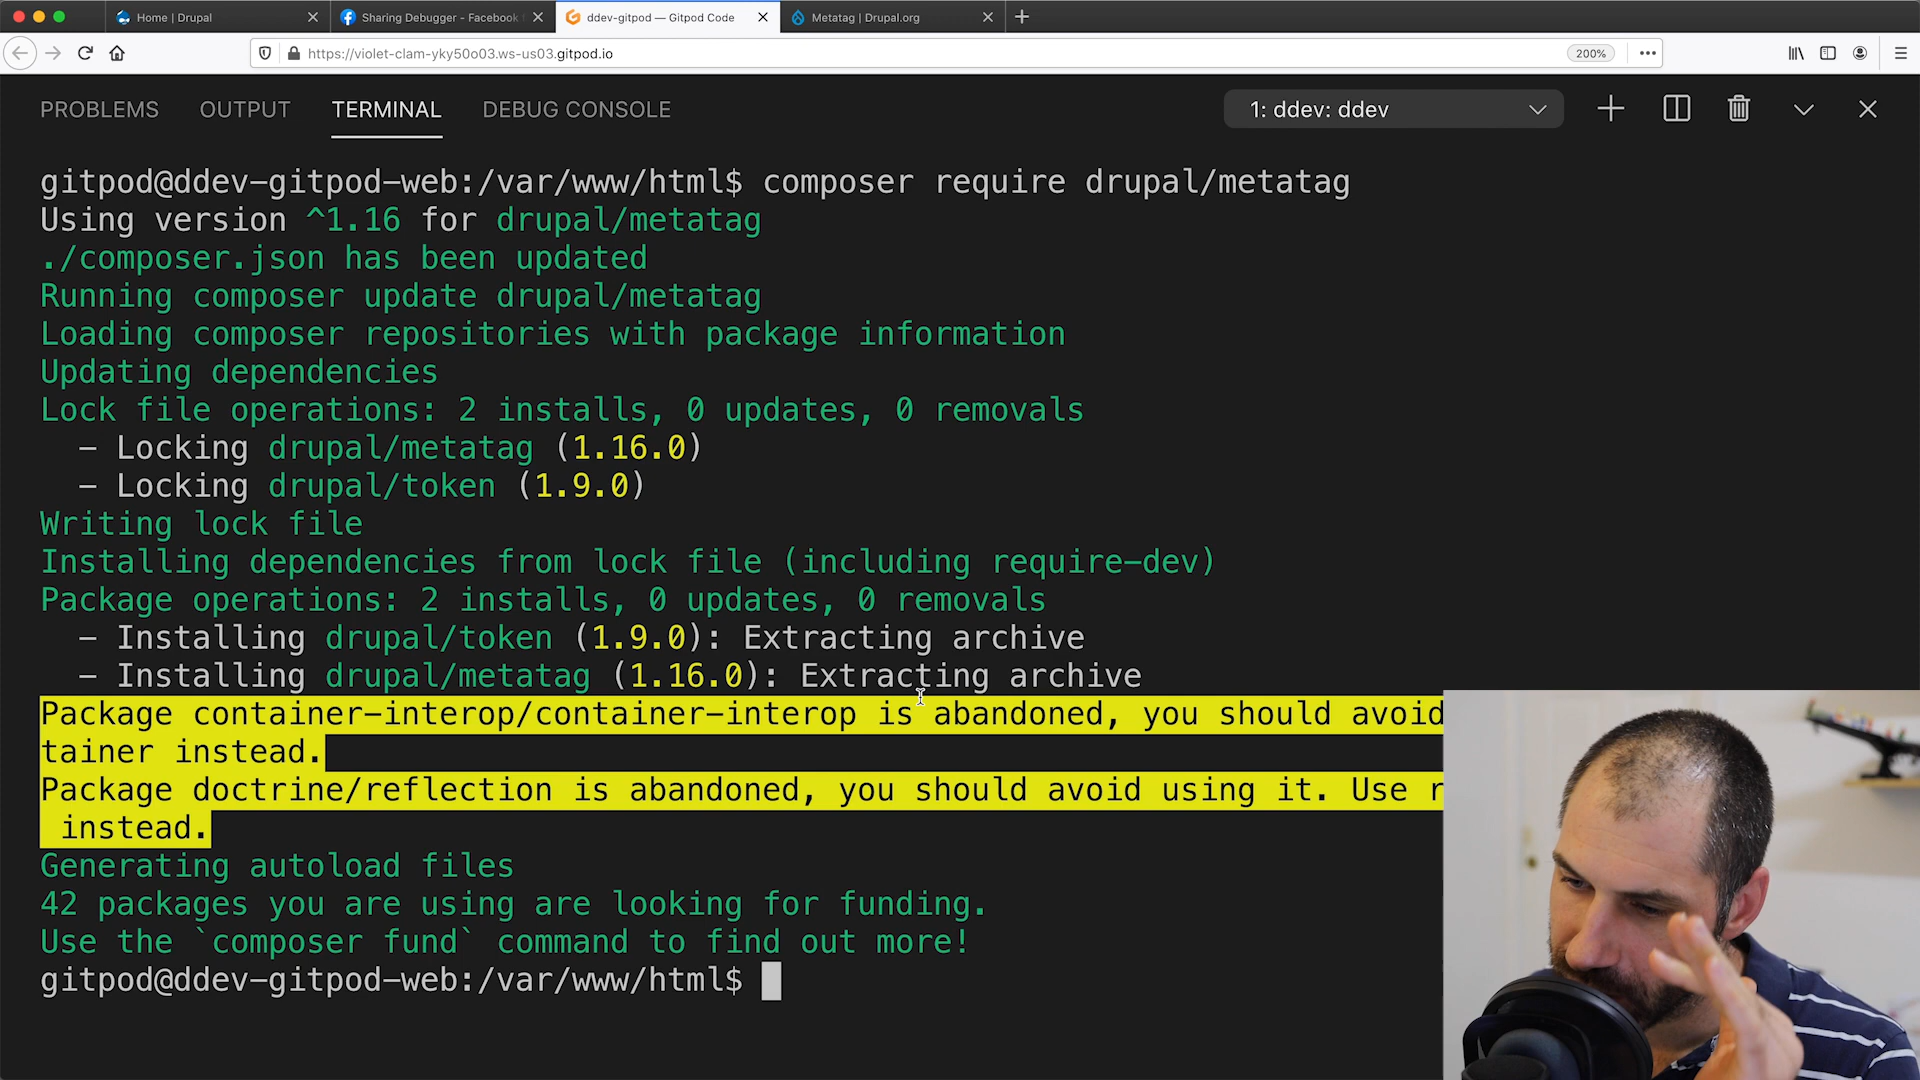 Home | Drupal
Sharing Debugger - Facebook
ddev-gitpod — Gitpod Code
Metatag | Drupal.org
https://violet-clam-yky50o03.ws-us03.gitpod.io
200%
PROBLEMS OUTPUT TERMINAL DEBUG CONSOLE
1: ddev: ddev
gitpod@ddev-gitpod-web:/var/www/html$ composer require drupal/metatag
Using version ^1.16 for drupal/metatag
./composer.json has been updated
Running composer update drupal/metatag
Loading composer repositories with package information
Updating dependencies
Lock file operations: 2 installs, 0 updates, 0 removals
- Locking drupal/metatag (1.16.0)
- Locking drupal/token (1.9.0)
Writing lock file
Installing dependencies from lock file (including require-dev)
Package operations: 2 installs, 0 updates, 0 removals
- Installing drupal/token (1.9.0): Extracting archive
- Installing drupal/metatag (1.16.0): Extracting archive
Package container-interop/container-interop is abandoned, you should avoid
tainer instead.
Package doctrine/reflection is abandoned, you should avoid using it. Use r
instead.
Generating autoload files
42 packages you are using are looking for funding.
Use the `composer fund` command to find out more!
gitpod@ddev-gitpod-web:/var/www/html$